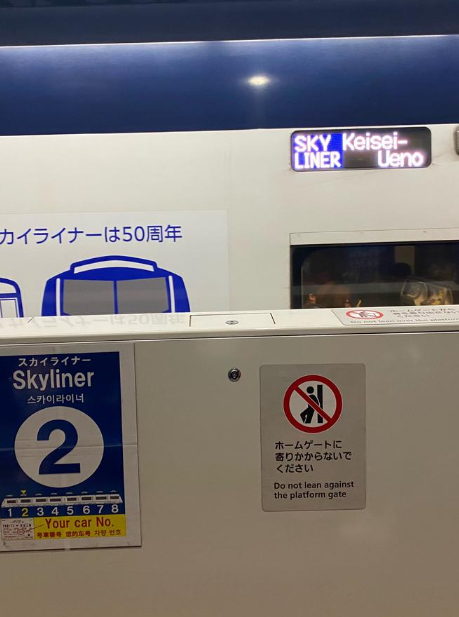 SKY LINER Keisei-Ueno
カイライナーは50周年
スカイライナー
Skyliner
스카이라이너
2
1 2 3 4 5 6 7 8
Your car No.
ホームゲートに
寄りかからないで
ください
Do not lean against
the platform gate